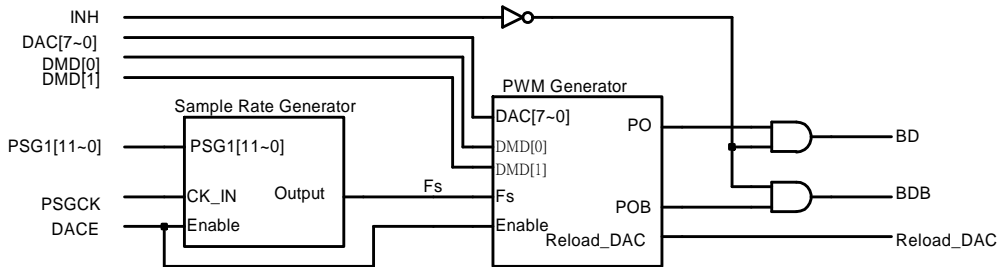 INH
DAC[7~0]
DMD[0]
DMD[1]
PWM Generator
Sample Rate Generator
DAC[7~0]
PO
BD
PSG1[11~0]
PSG1[11~0]
DMD[0]
DMD[1]
Fs
PSGCK
CK_IN
Output
Fs
POB
BDB
DACE
Enable
Enable
Reload_DAC
Reload_DAC